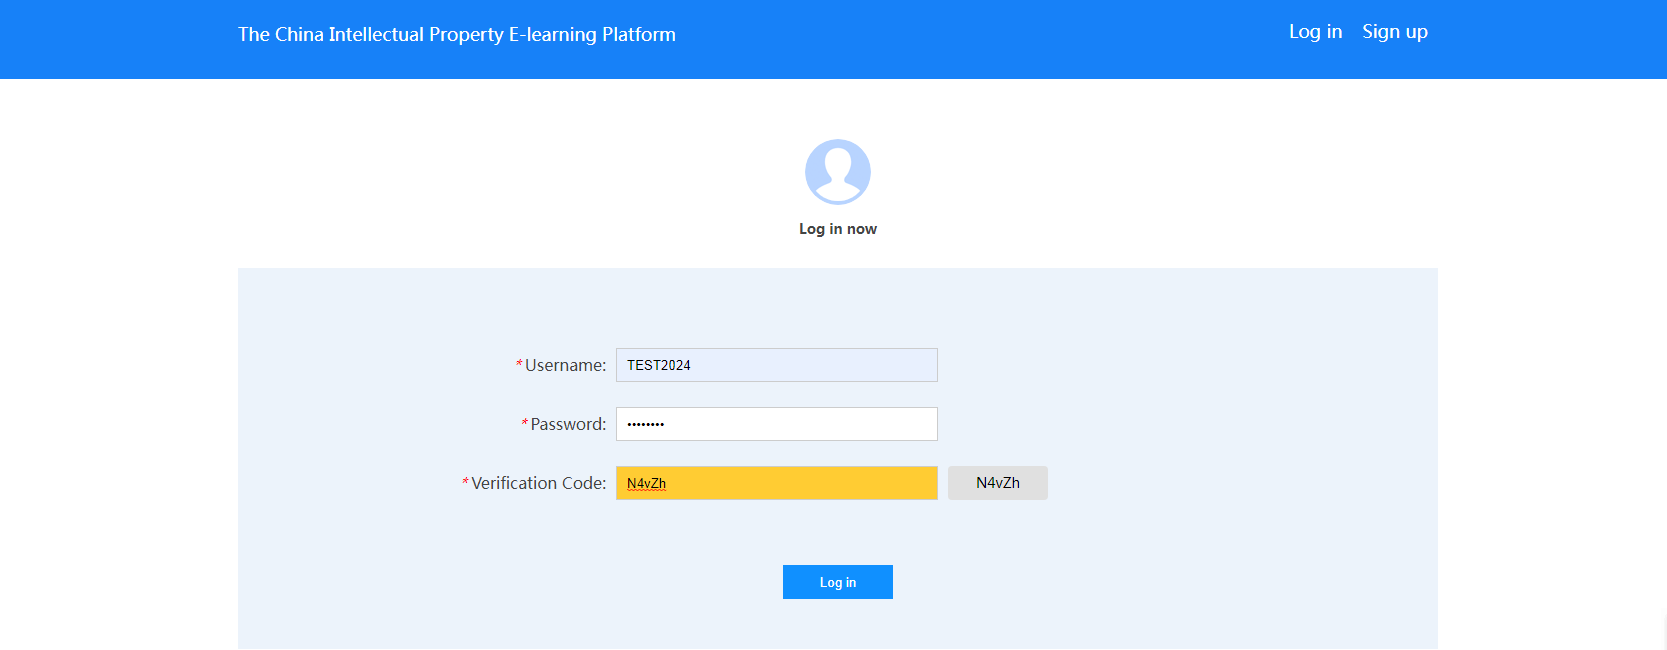 The China Intellectual Property E-learning Platform
Log in Sign up
Log in now
*Username: TEST2024
*Password: ••••••••
*Verification Code: N4vZh N4vZh
Log in